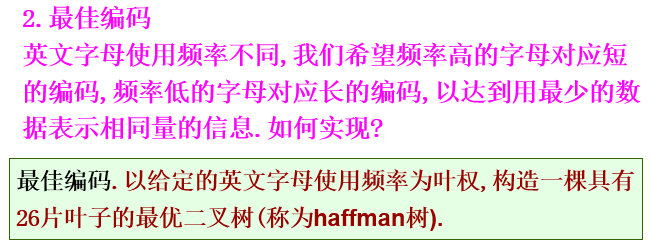 2. 最佳编码
英文字母使用频率不同,我们希望频率高的字母对应短
的编码,频率低的字母对应长的编码,以达到用最少的数
据表示相同量的信息.如何实现?
最佳编码.以给定的英文字母使用频率为叶权,构造一棵具有
26片叶子的最优二叉树(称为haffman树).